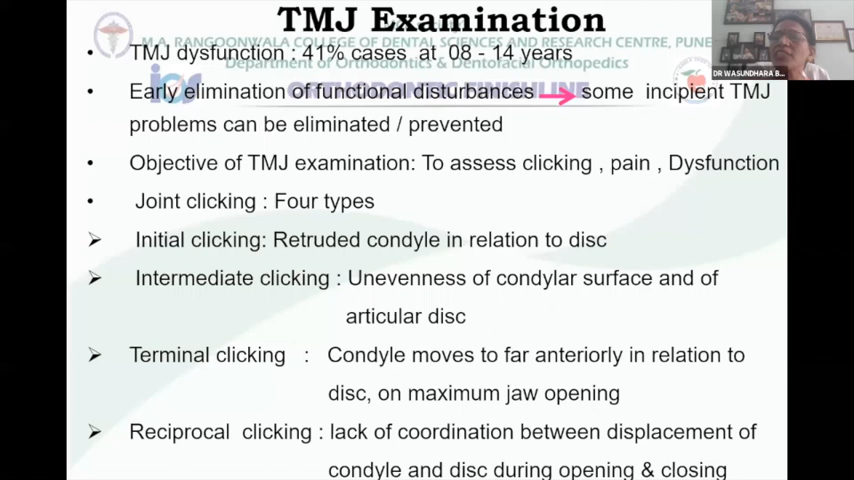 TMJ Examination
M.A. RANGOONWALA COLLEGE OF DENTAL SCIENCES AND RESEARCH CENTRE, PUNE
• TMJ dysfunction : 41% cases at 08 - 14 years
Department of Orthodontics & Dentofacial Orthopedics
DR WASUNDHARA B...
• Early elimination of functional disturbances → some incipient TMJ
ORTHODONTICS FINISHLINE
problems can be eliminated / prevented
• Objective of TMJ examination: To assess clicking , pain , Dysfunction
• Joint clicking : Four types
➢ Initial clicking: Retruded condyle in relation to disc
➢ Intermediate clicking : Unevenness of condylar surface and of
articular disc
➢ Terminal clicking : Condyle moves to far anteriorly in relation to
disc, on maximum jaw opening
➢ Reciprocal clicking : lack of coordination between displacement of
condyle and disc during opening & closing